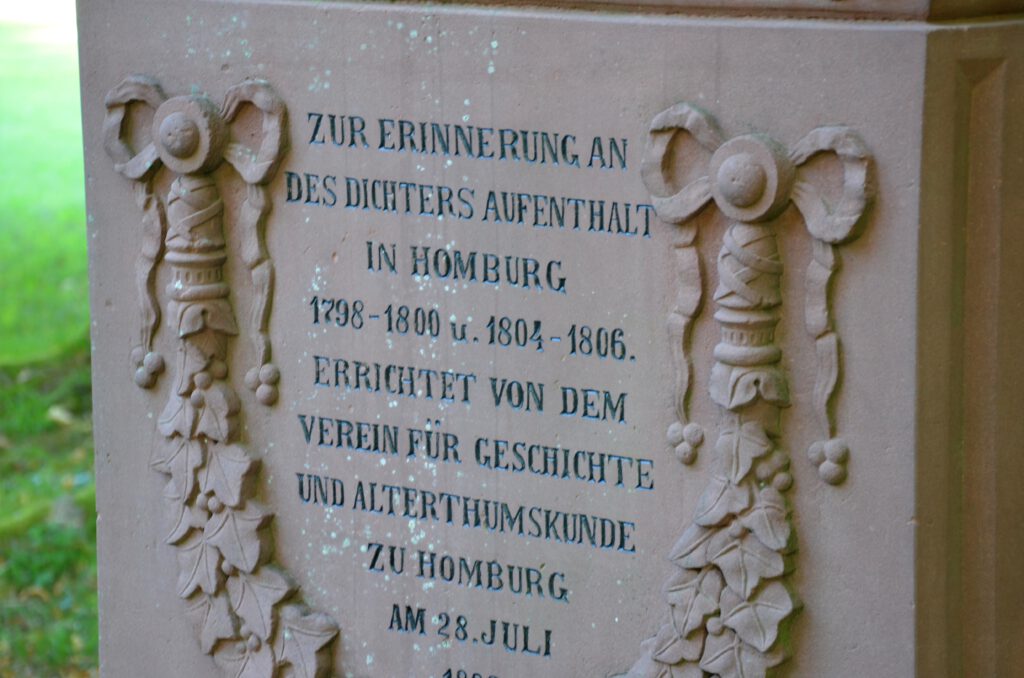 ZUR ERINNERUNG AN
DES DICHTERS AUFENTHALT
IN HOMBURG
1798-1800 u. 1804-1806.
ERRICHTET VON DEM
VEREIN FÜR GESCHICHTE
UND ALTERTHUMSKUNDE
ZU HOMBURG
AM 28. JULI